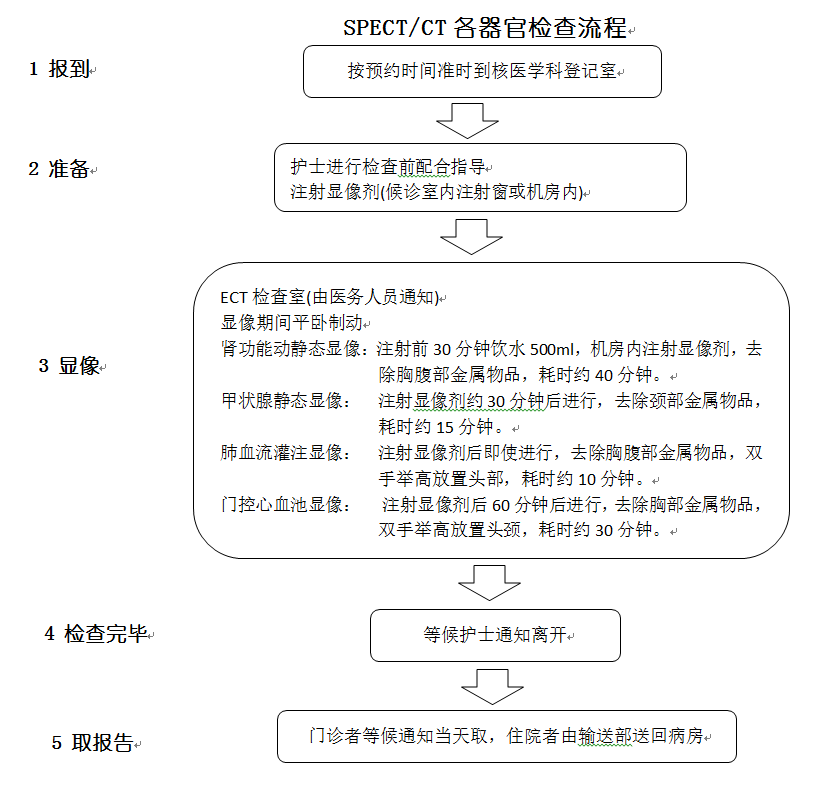 SPECT/CT 各器官检查流程
1 报到
按预约时间准时到核医学科登记室
2 准备
护士进行检查前配合指导
注射显像剂(候诊室内注射窗或机房内)
3 显像
ECT 检查室(由医务人员通知)
显像期间平卧制动
肾功能动静态显像：注射前 30 分钟饮水 500ml，机房内注射显像剂，去
除胸腹部金属物品，耗时约 40 分钟。
甲状腺静态显像： 注射显像剂约 30 分钟后进行，去除颈部金属物品，
耗时约 15 分钟。
肺血流灌注显像： 注射显像剂后即使进行，去除胸腹部金属物品，双
手举高放置头部，耗时约 10 分钟。
门控心血池显像： 注射显像剂后 60 分钟后进行，去除胸部金属物品，
双手举高放置头颈，耗时约 30 分钟。
4 检查完毕
等候护士通知离开
5 取报告
门诊者等候通知当天取，住院者由输送部送回病房